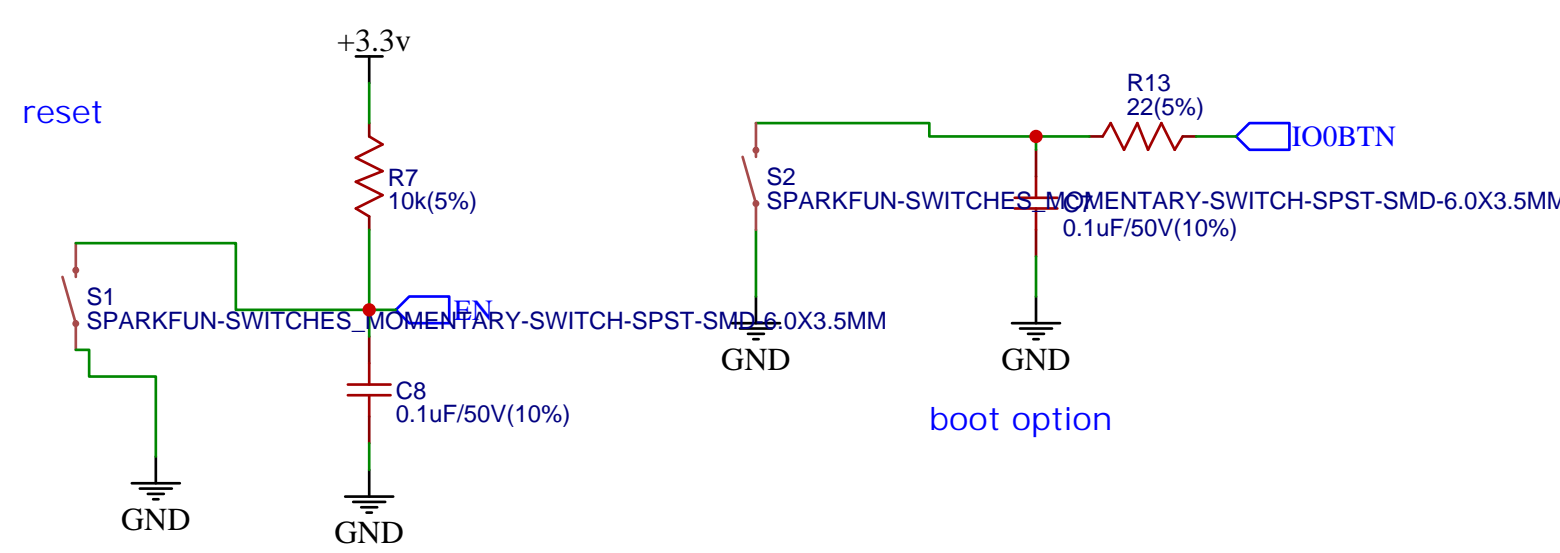 +3.3v
reset
R7
10k(5%)
S1
SPARKFUN-SWITCHES_MOMENTARY-SWITCH-SPST-SMD-6.0X3.5MM
EN
C8
0.1uF/50V(10%)
GND
GND
R13
22(5%)
IO0BTN
S2
SPARKFUN-SWITCHES_MOMENTARY-SWITCH-SPST-SMD-6.0X3.5MM
C7
0.1uF/50V(10%)
GND
GND
boot option